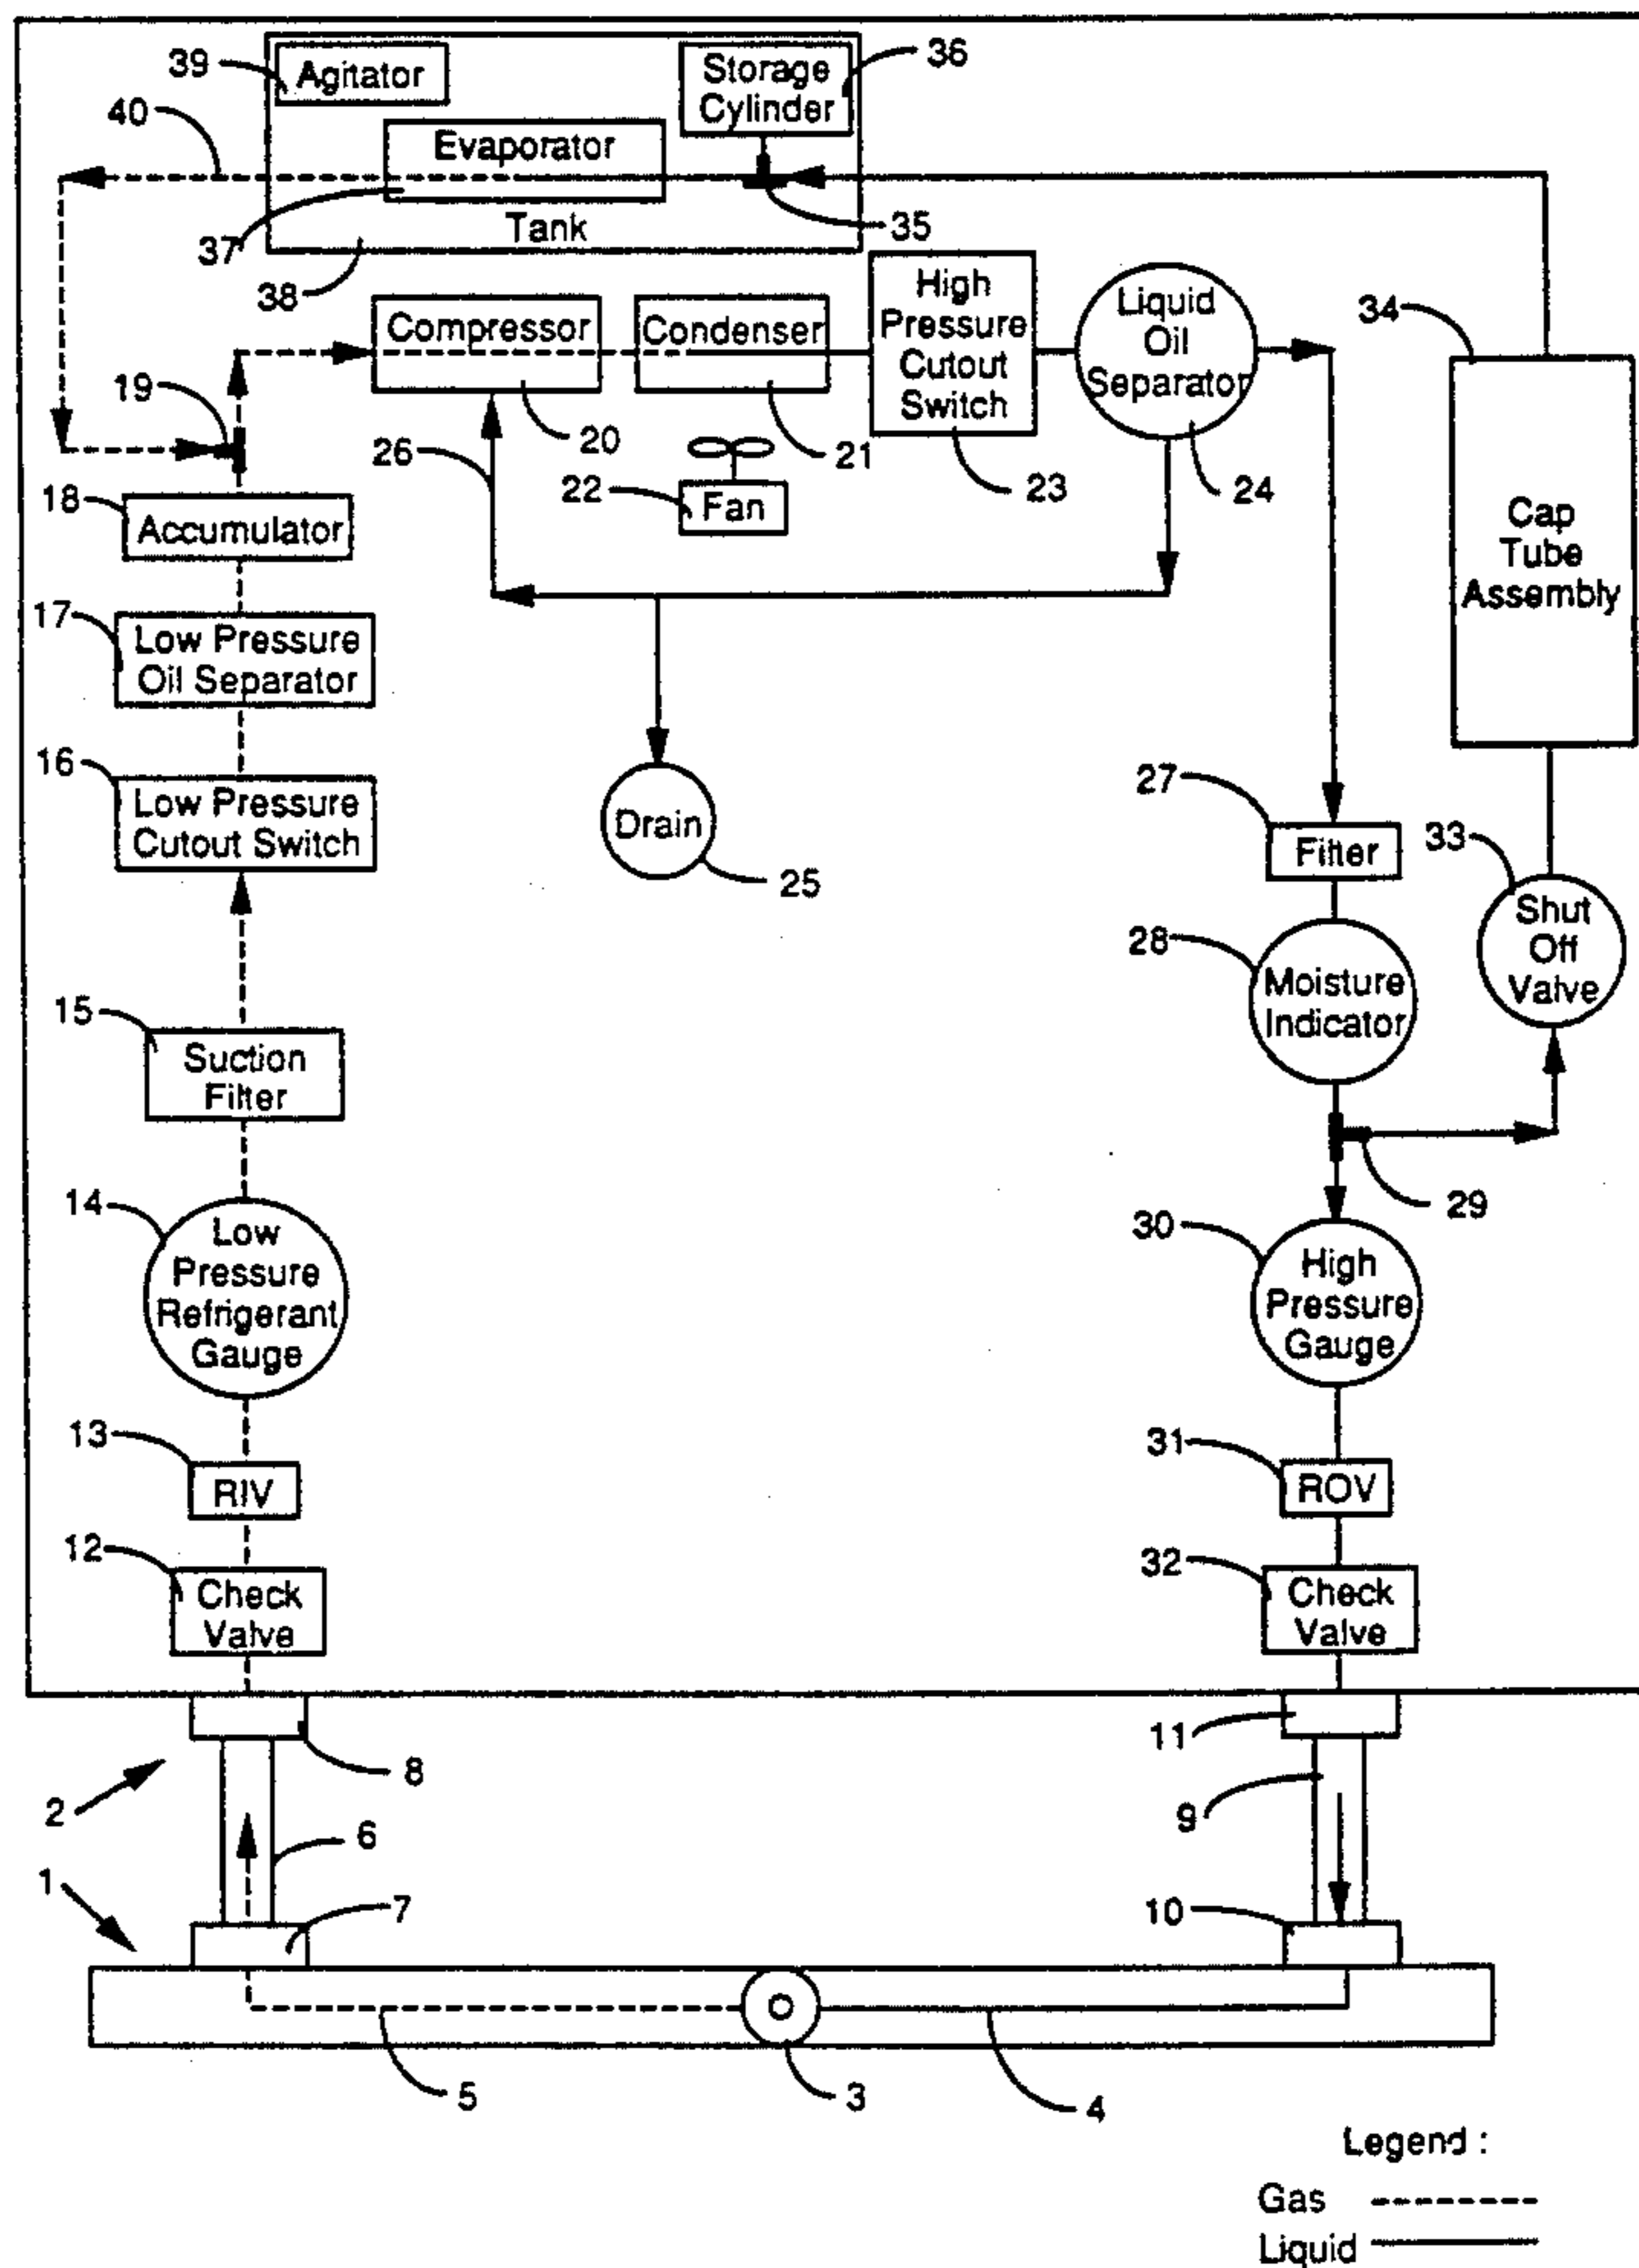 39
Agitator
Storage
Cylinder
36
40
Evaporator
37
Tank
35
38
Compressor
Condenser
High
Pressure
Cutout
Switch
Liquid
Oil
Separator
34
19
20
21
26
22
Fan
23
24
18
Accumulator
Cap
Tube
Assembly
17
Low Pressure
Oil Separator
16
Low Pressure
Cutout Switch
Drain
25
27
Filter
33
Shut
Off
Valve
28
Moisture
Indicator
15
Suction
Filter
29
14
Low
Pressure
Refrigerant
Gauge
30
High
Pressure
Gauge
13
RIV
31
ROV
12
Check
Valve
32
Check
Valve
11
8
2
9
6
1
7
10
5
3
4
Legend :
Gas
Liquid